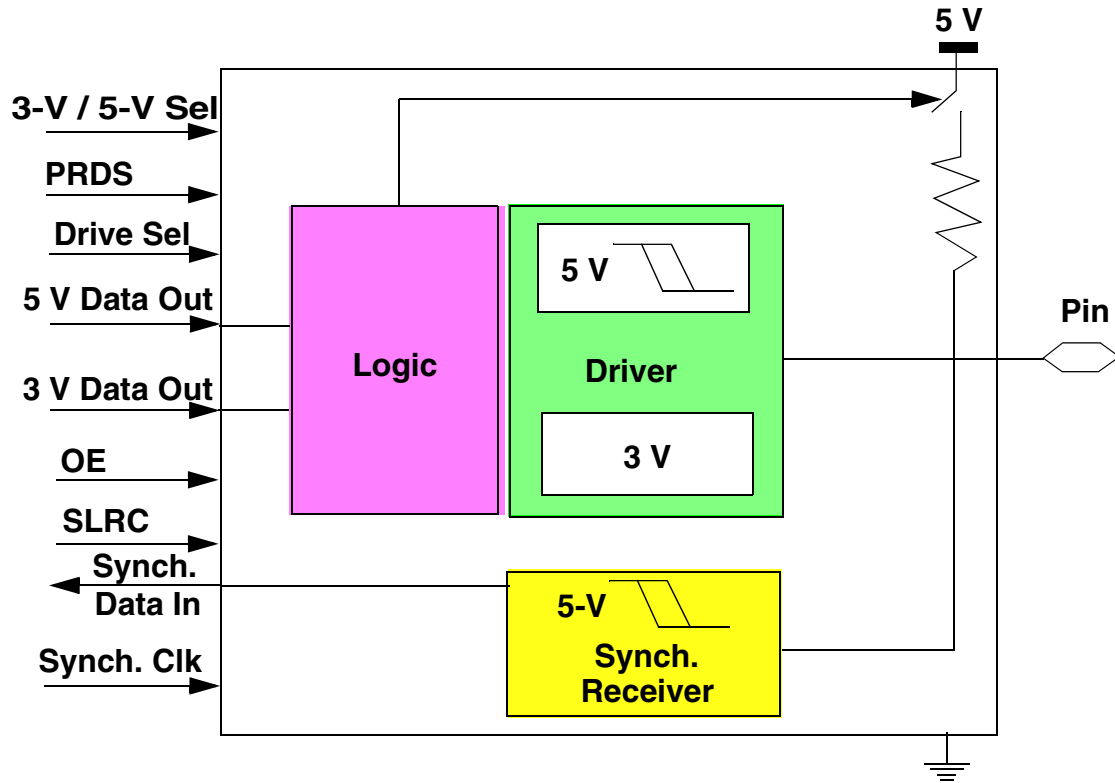 5 V
3-V / 5-V Sel
PRDS
Drive Sel
5 V Data Out
3 V Data Out
OE
SLRC
Synch.
Data In
Synch. Clk
Logic
5 V
Driver
3 V
5-V
Synch.
Receiver
Pin